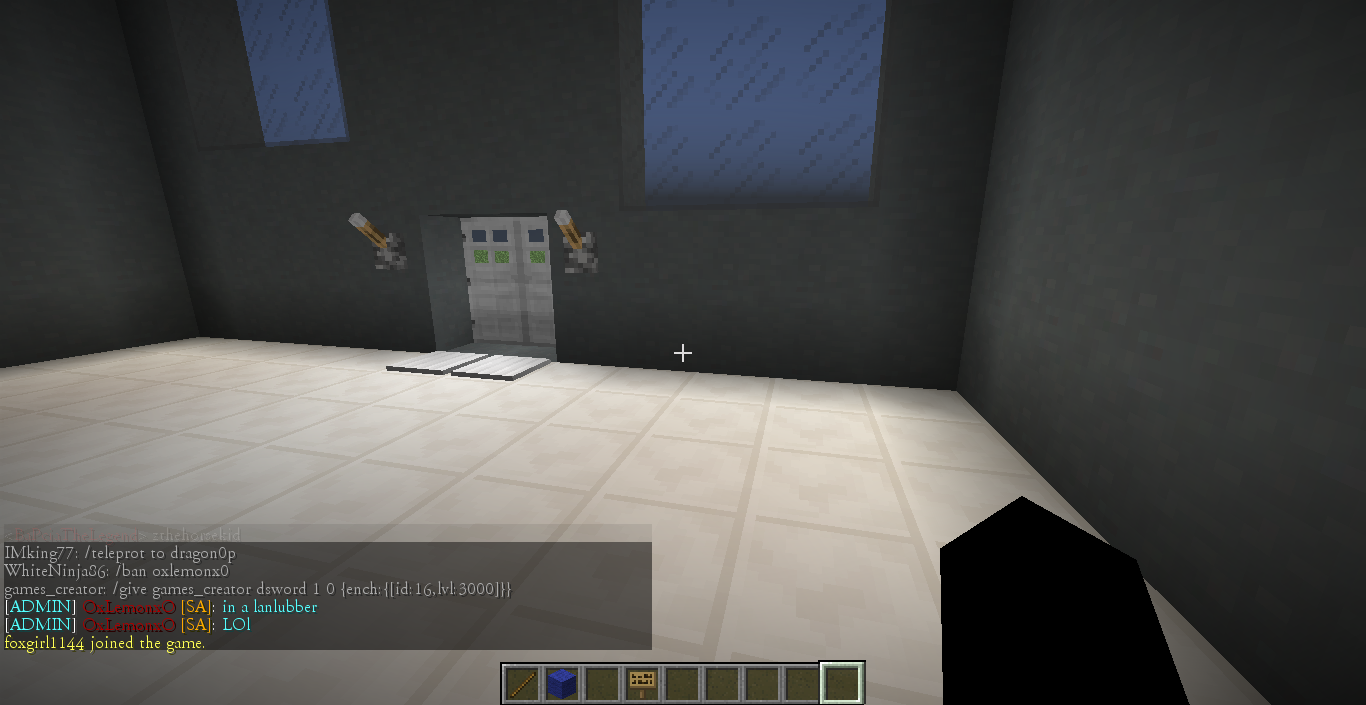 IMking77: /teleprot to dragon0p
WhiteNinja86: /ban oxlemonx0
games_creator: /give games_creator dsword 1 0 {ench:{[id:16,lvl:3000]}}
[ADMIN] OxLemonxO [SA]: in a lanlubber
[ADMIN] OxLemonxO [SA]: LOl
foxgirl1144 joined the game.